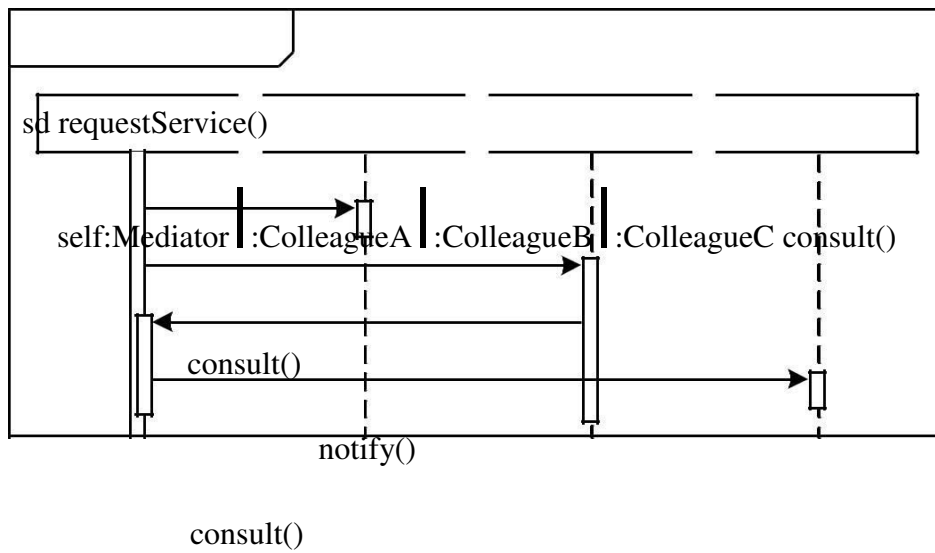 sd requestService()
self:Mediator :ColleagueA :ColleagueB :ColleagueC consult()
consult()
notify()
consult()